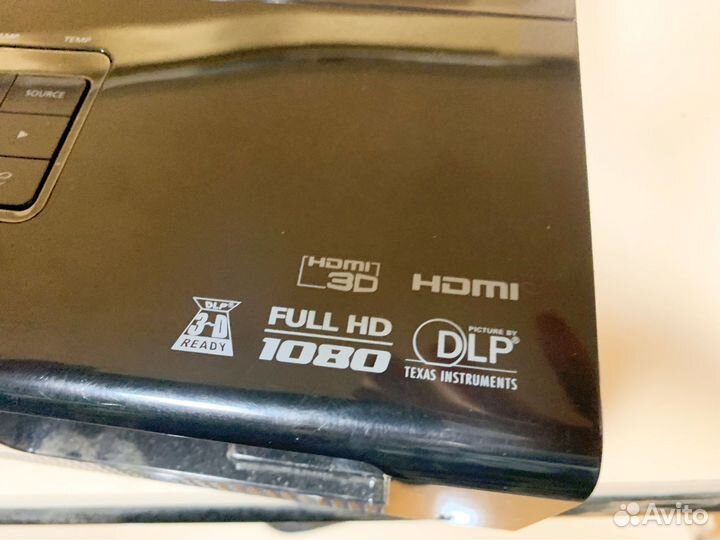 TEMP
SOURCE
HDMI
3D
HDMI
DLP®
3-D
READY
FULL HD
1080
PICTURE BY
DLP®
TEXAS INSTRUMENTS
Avito